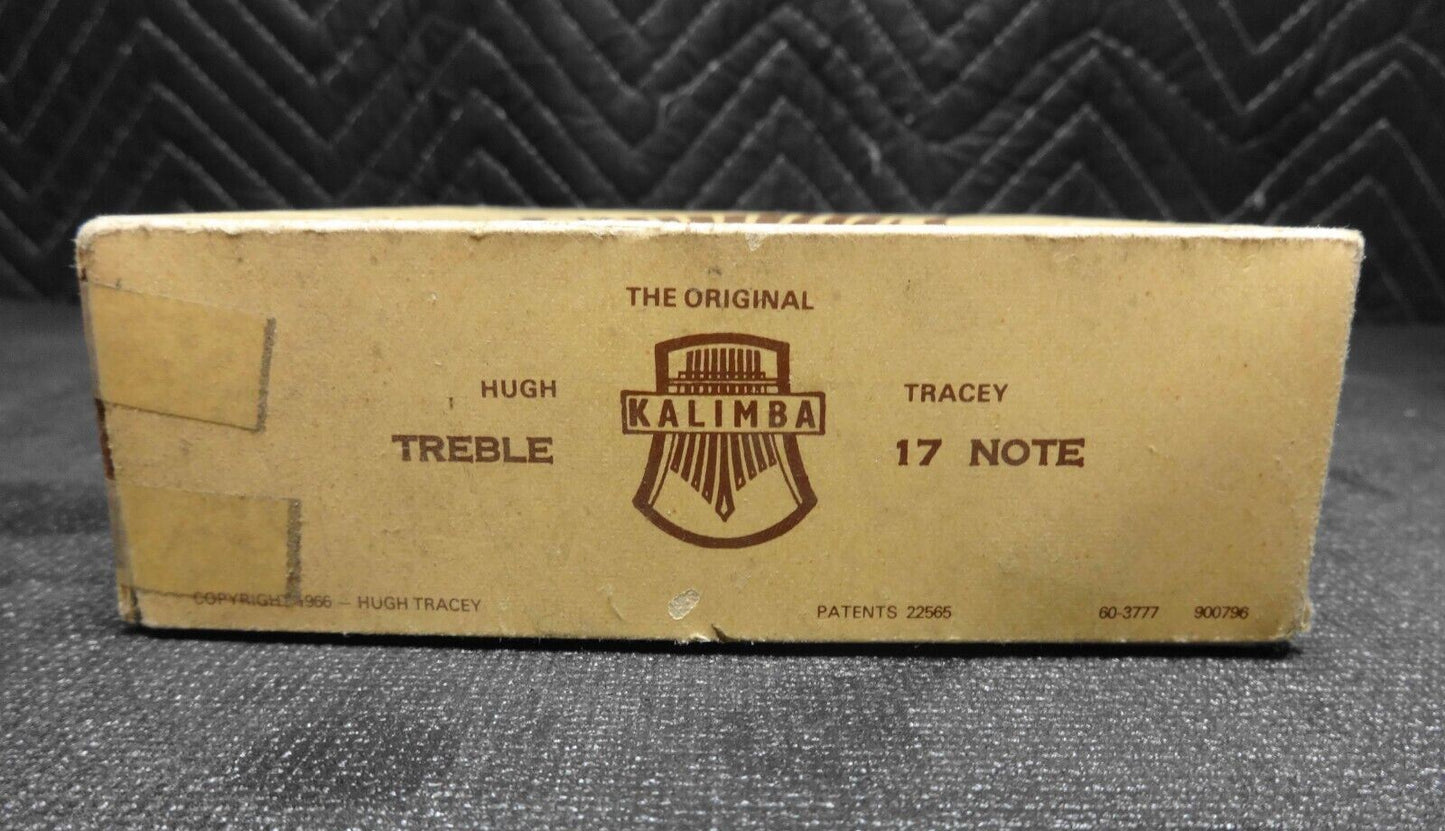 THE ORIGINAL
HUGH TRACEY
KALIMBA
TREBLE 17 NOTE
COPYRIGHT 1966 — HUGH TRACEY
PATENTS 22565 60-3777 900796